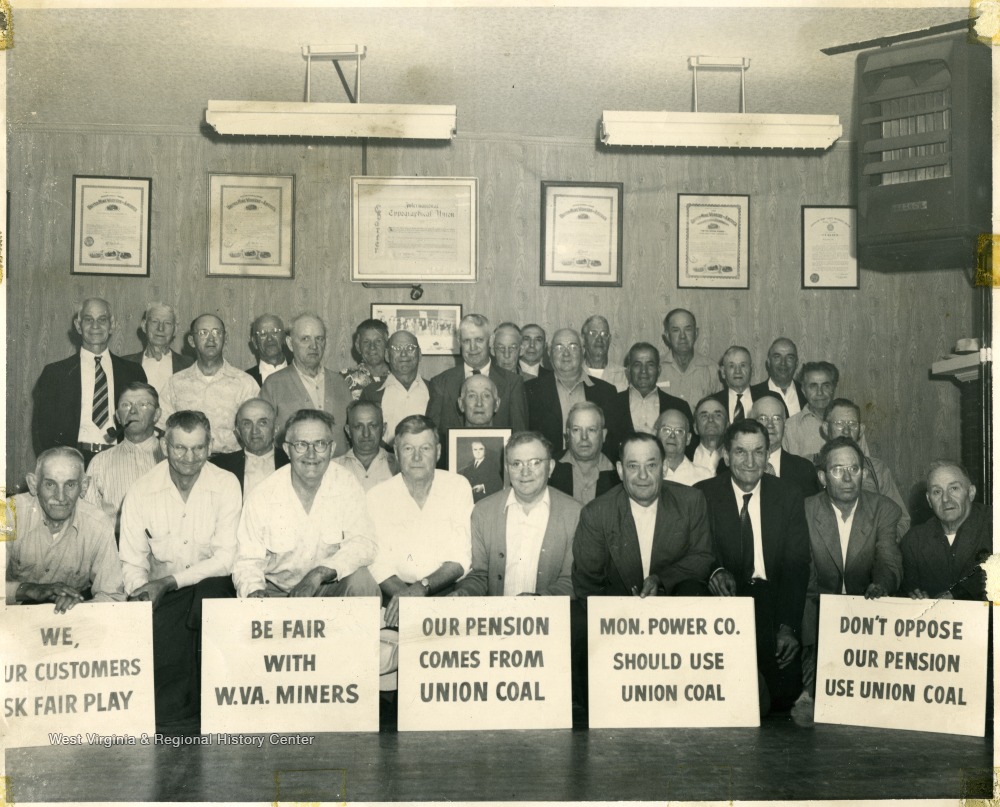 International
Typographical Union
WE,
UR CUSTOMERS
SK FAIR PLAY
BE FAIR
WITH
W.VA. MINERS
OUR PENSION
COMES FROM
UNION COAL
MON. POWER CO.
SHOULD USE
UNION COAL
DON'T OPPOSE
OUR PENSION
USE UNION COAL
West Virginia & Regional History Center